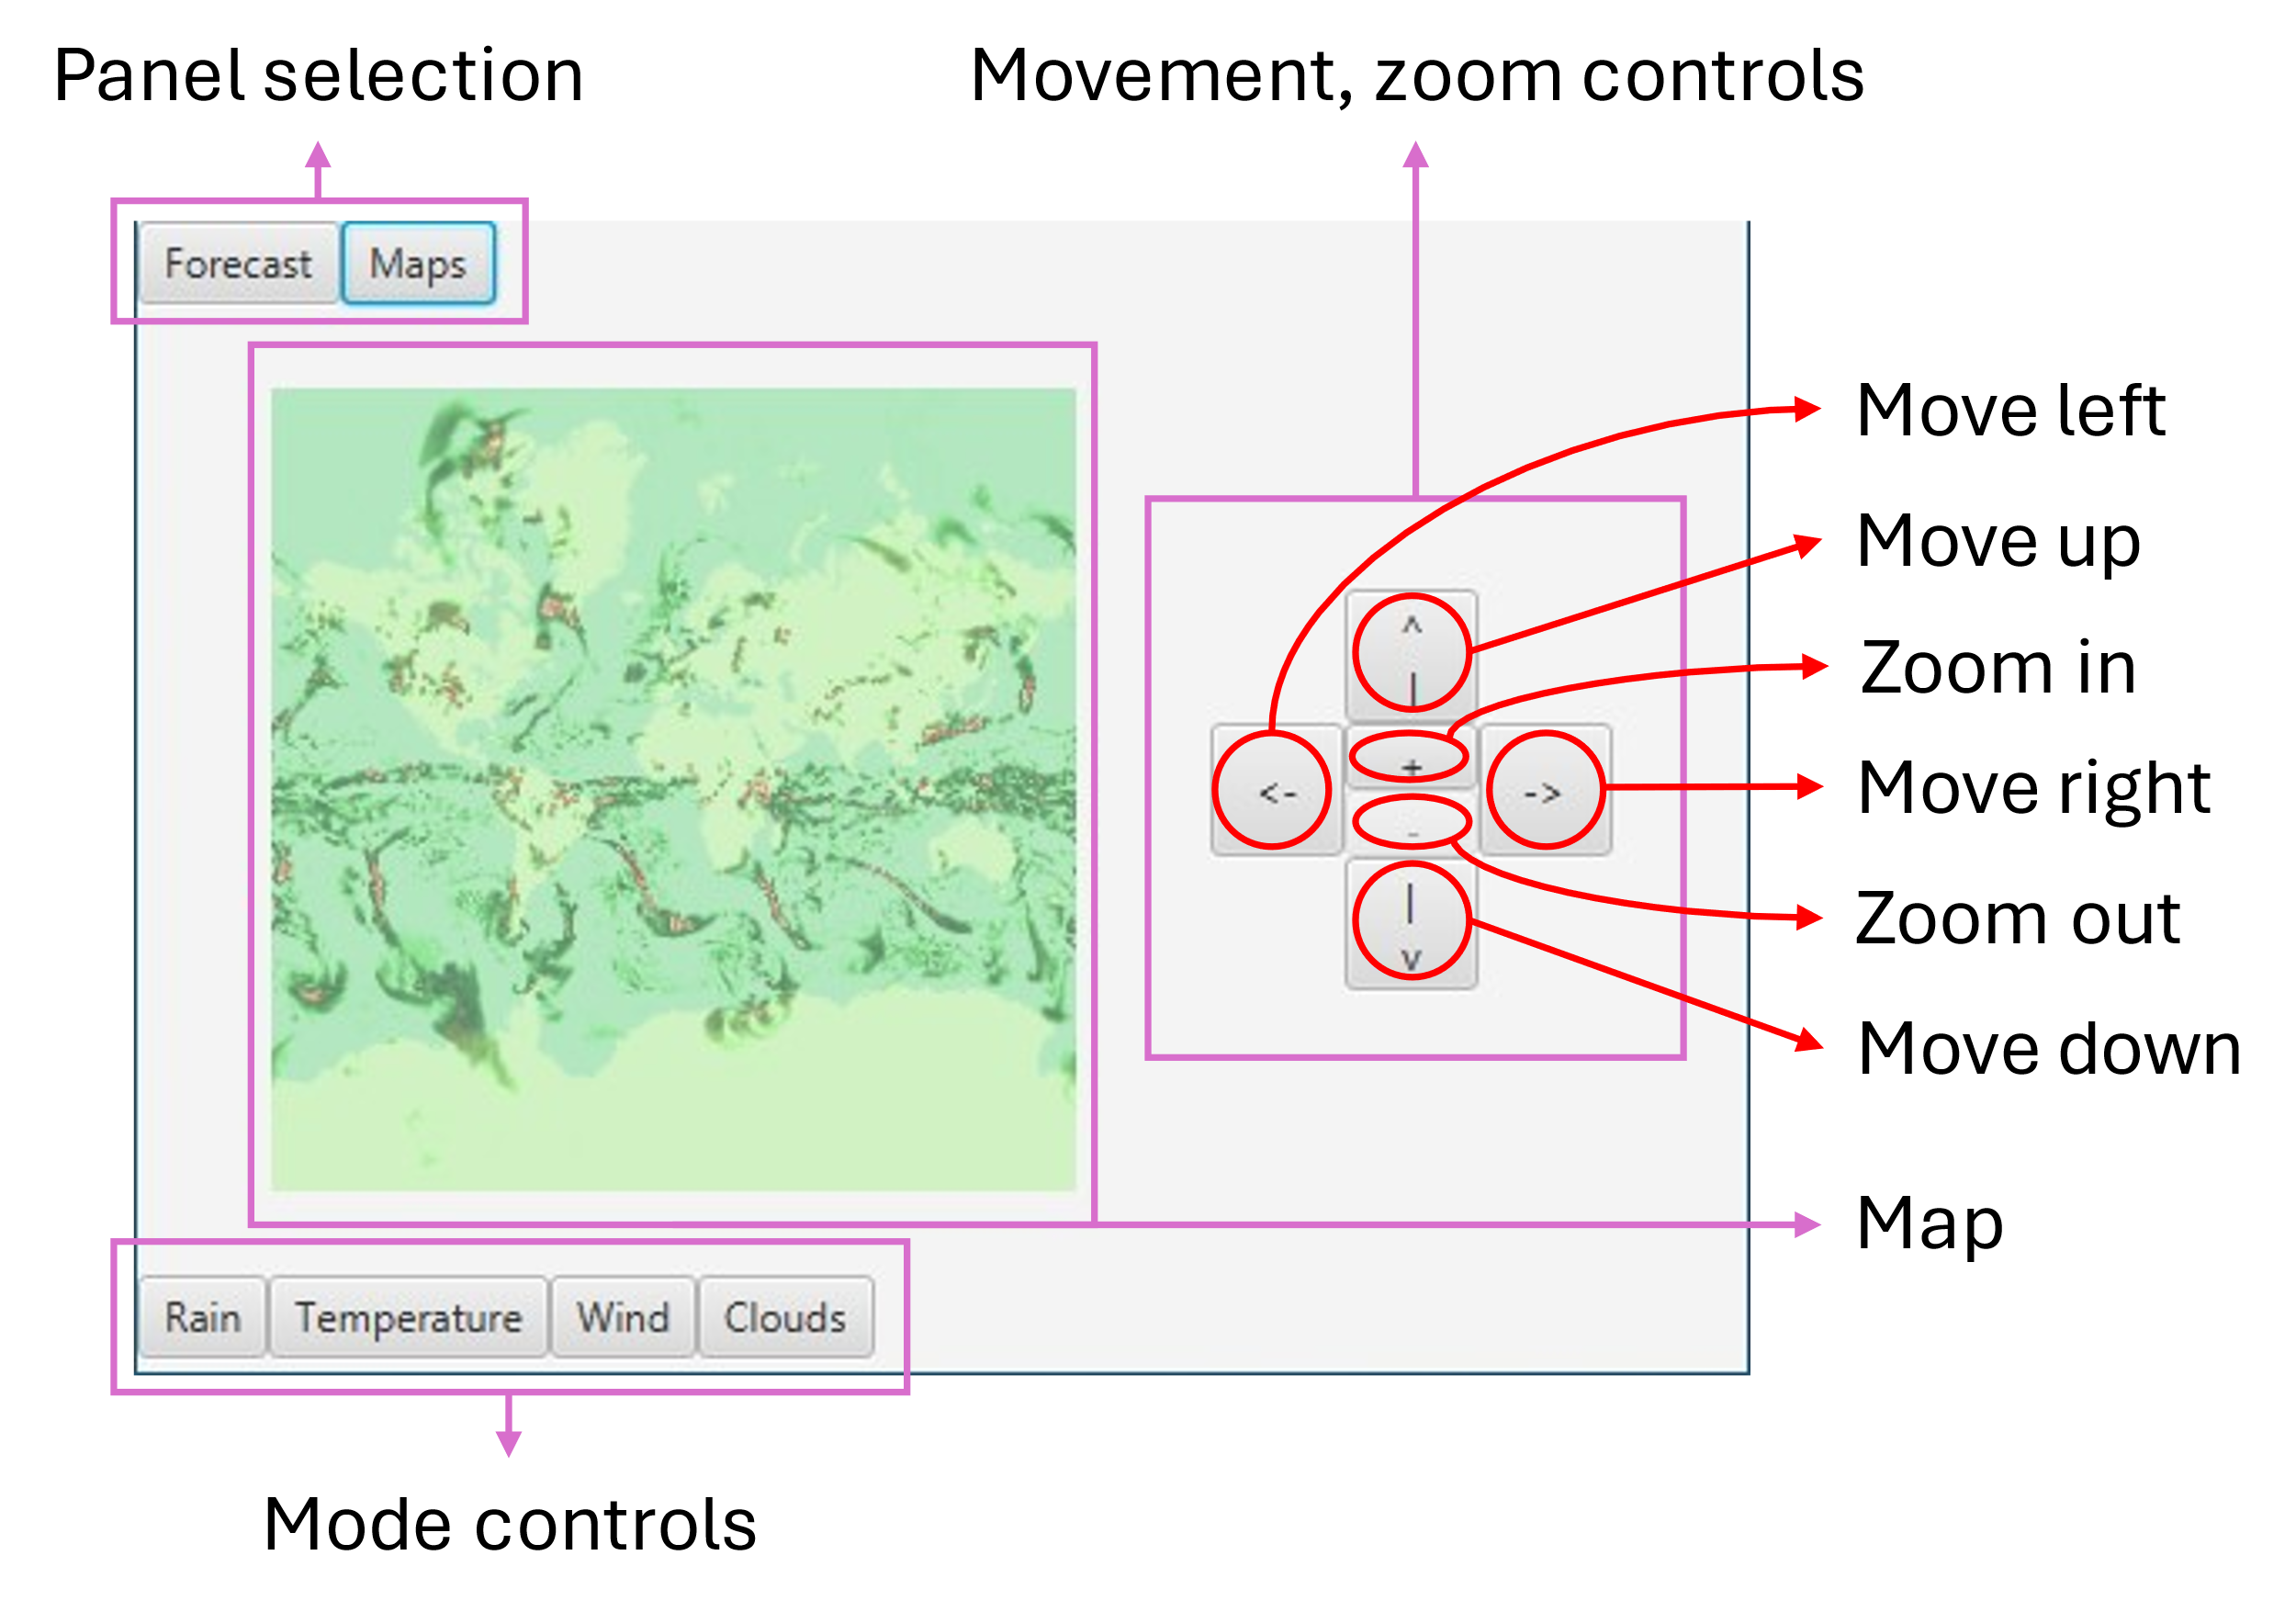 Panel selection
Movement, zoom controls
Forecast
Maps
Move left
Move up
^
|
Zoom in
+
<-
->
Move right
-
Zoom out
|
v
Move down
Map
Rain
Temperature
Wind
Clouds
Mode controls